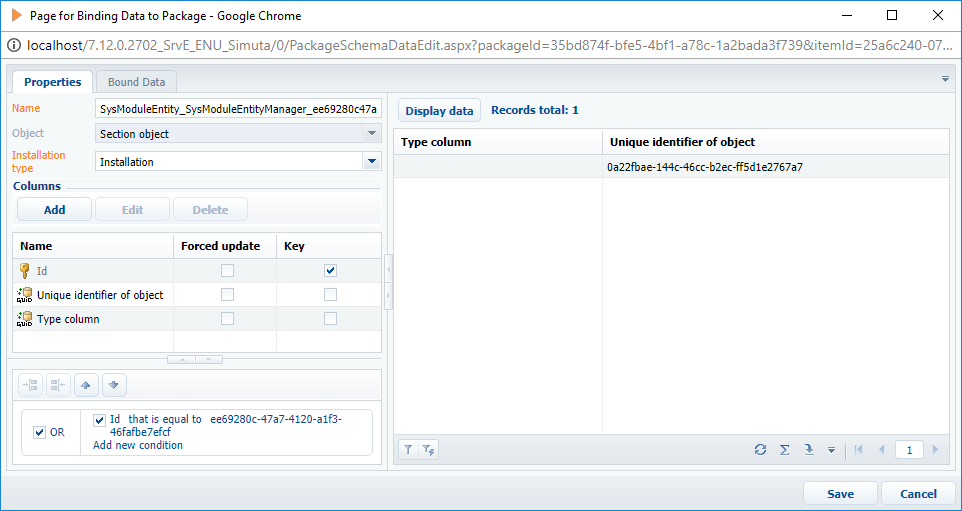 Page for Binding Data to Package - Google Chrome
localhost/7.12.0.2702_SrvE_ENU_Simuta/0/PackageSchemaDataEdit.aspx?packageId=35bd874f-bfe5-4bf1-a78c-1a2bada3f739&itemId=25a6c240-07...
Properties Bound Data
Name SysModuleEntity_SysModuleEntityManager_ee69280c47a
Object Section object
Installation
type Installation
Columns
Add Edit Delete
Name Forced update Key
Id
GUID Unique identifier of object
GUID Type column
OR
Id that is equal to ee69280c-47a7-4120-a1f3-
46fafbe7efcf
Add new condition
Display data Records total: 1
Type column Unique identifier of object
0a22fbae-144c-46cc-b2ec-ff5d1e2767a7
1
Save Cancel